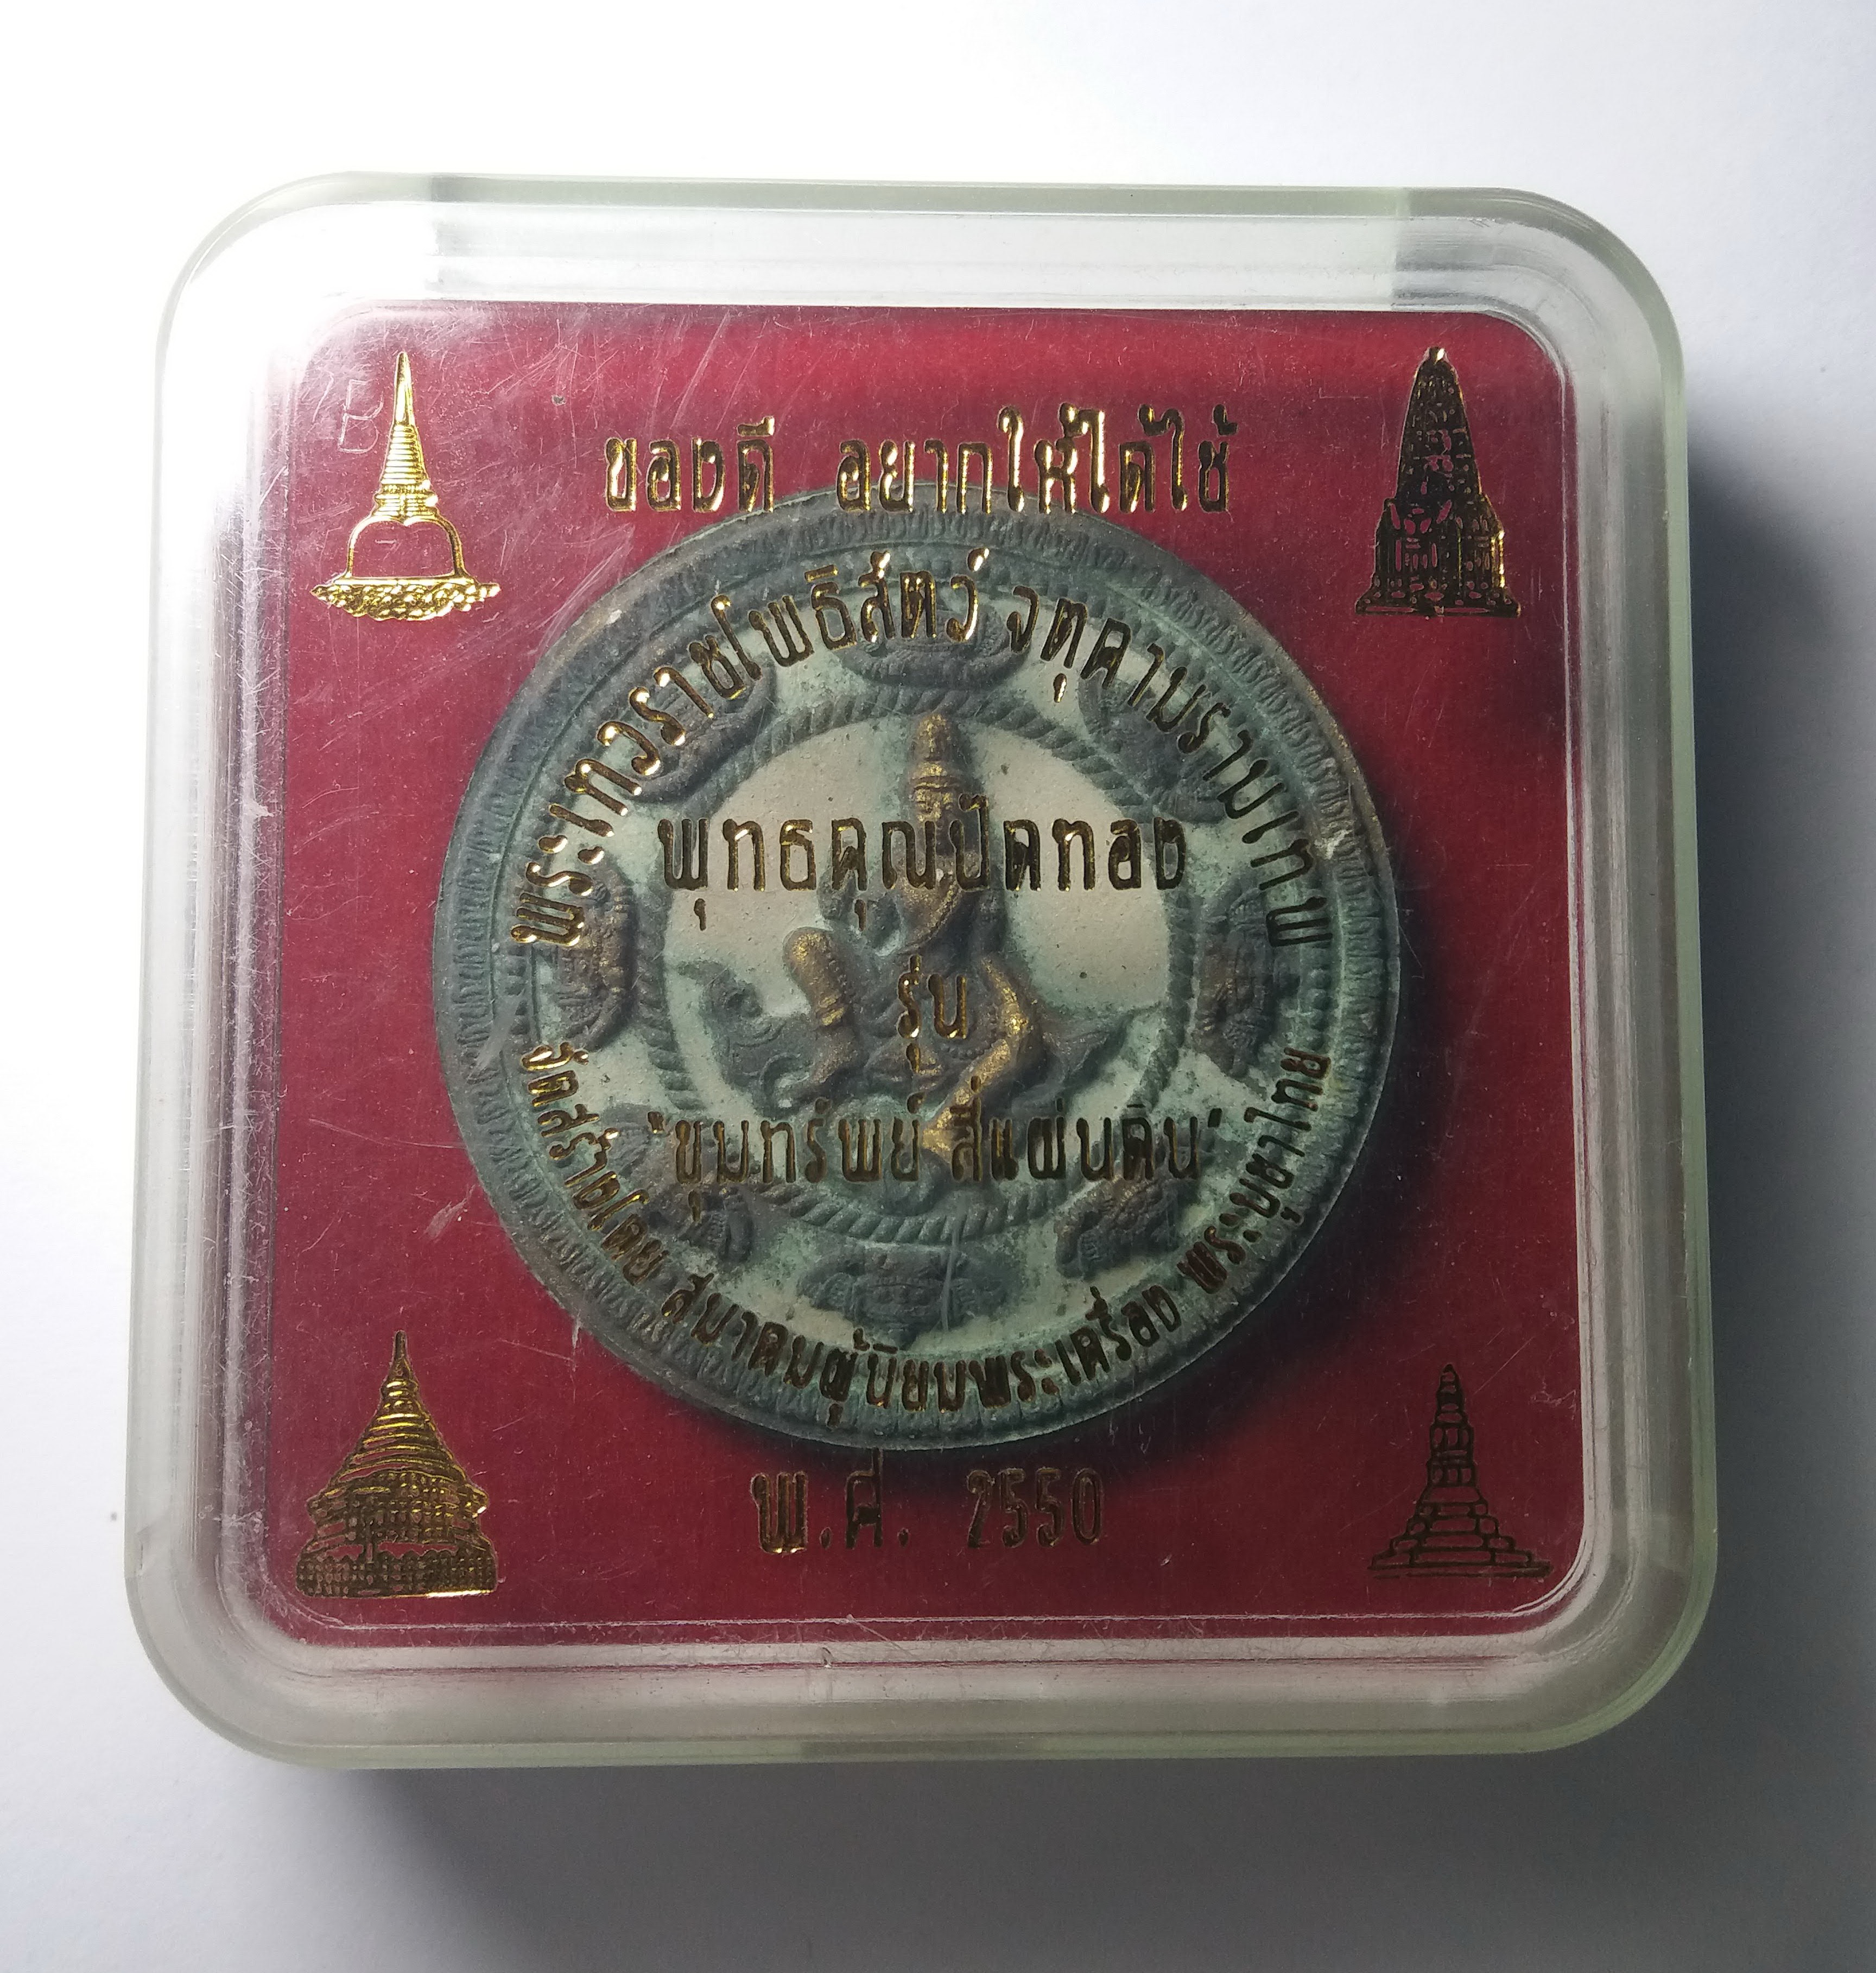 ของดี อยากให้ได้ใช้
พระเทวราชโพธิสัตว์ จตุคามรามเทพ
พุทธคุณปิดทอง
รุ่น
"ขุมทรัพย์ สี่แผ่นดิน"
จัดสร้างโดย สมาคมผู้นิยมพระเครื่อง พระบูชาไทย
พ.ศ. 2550